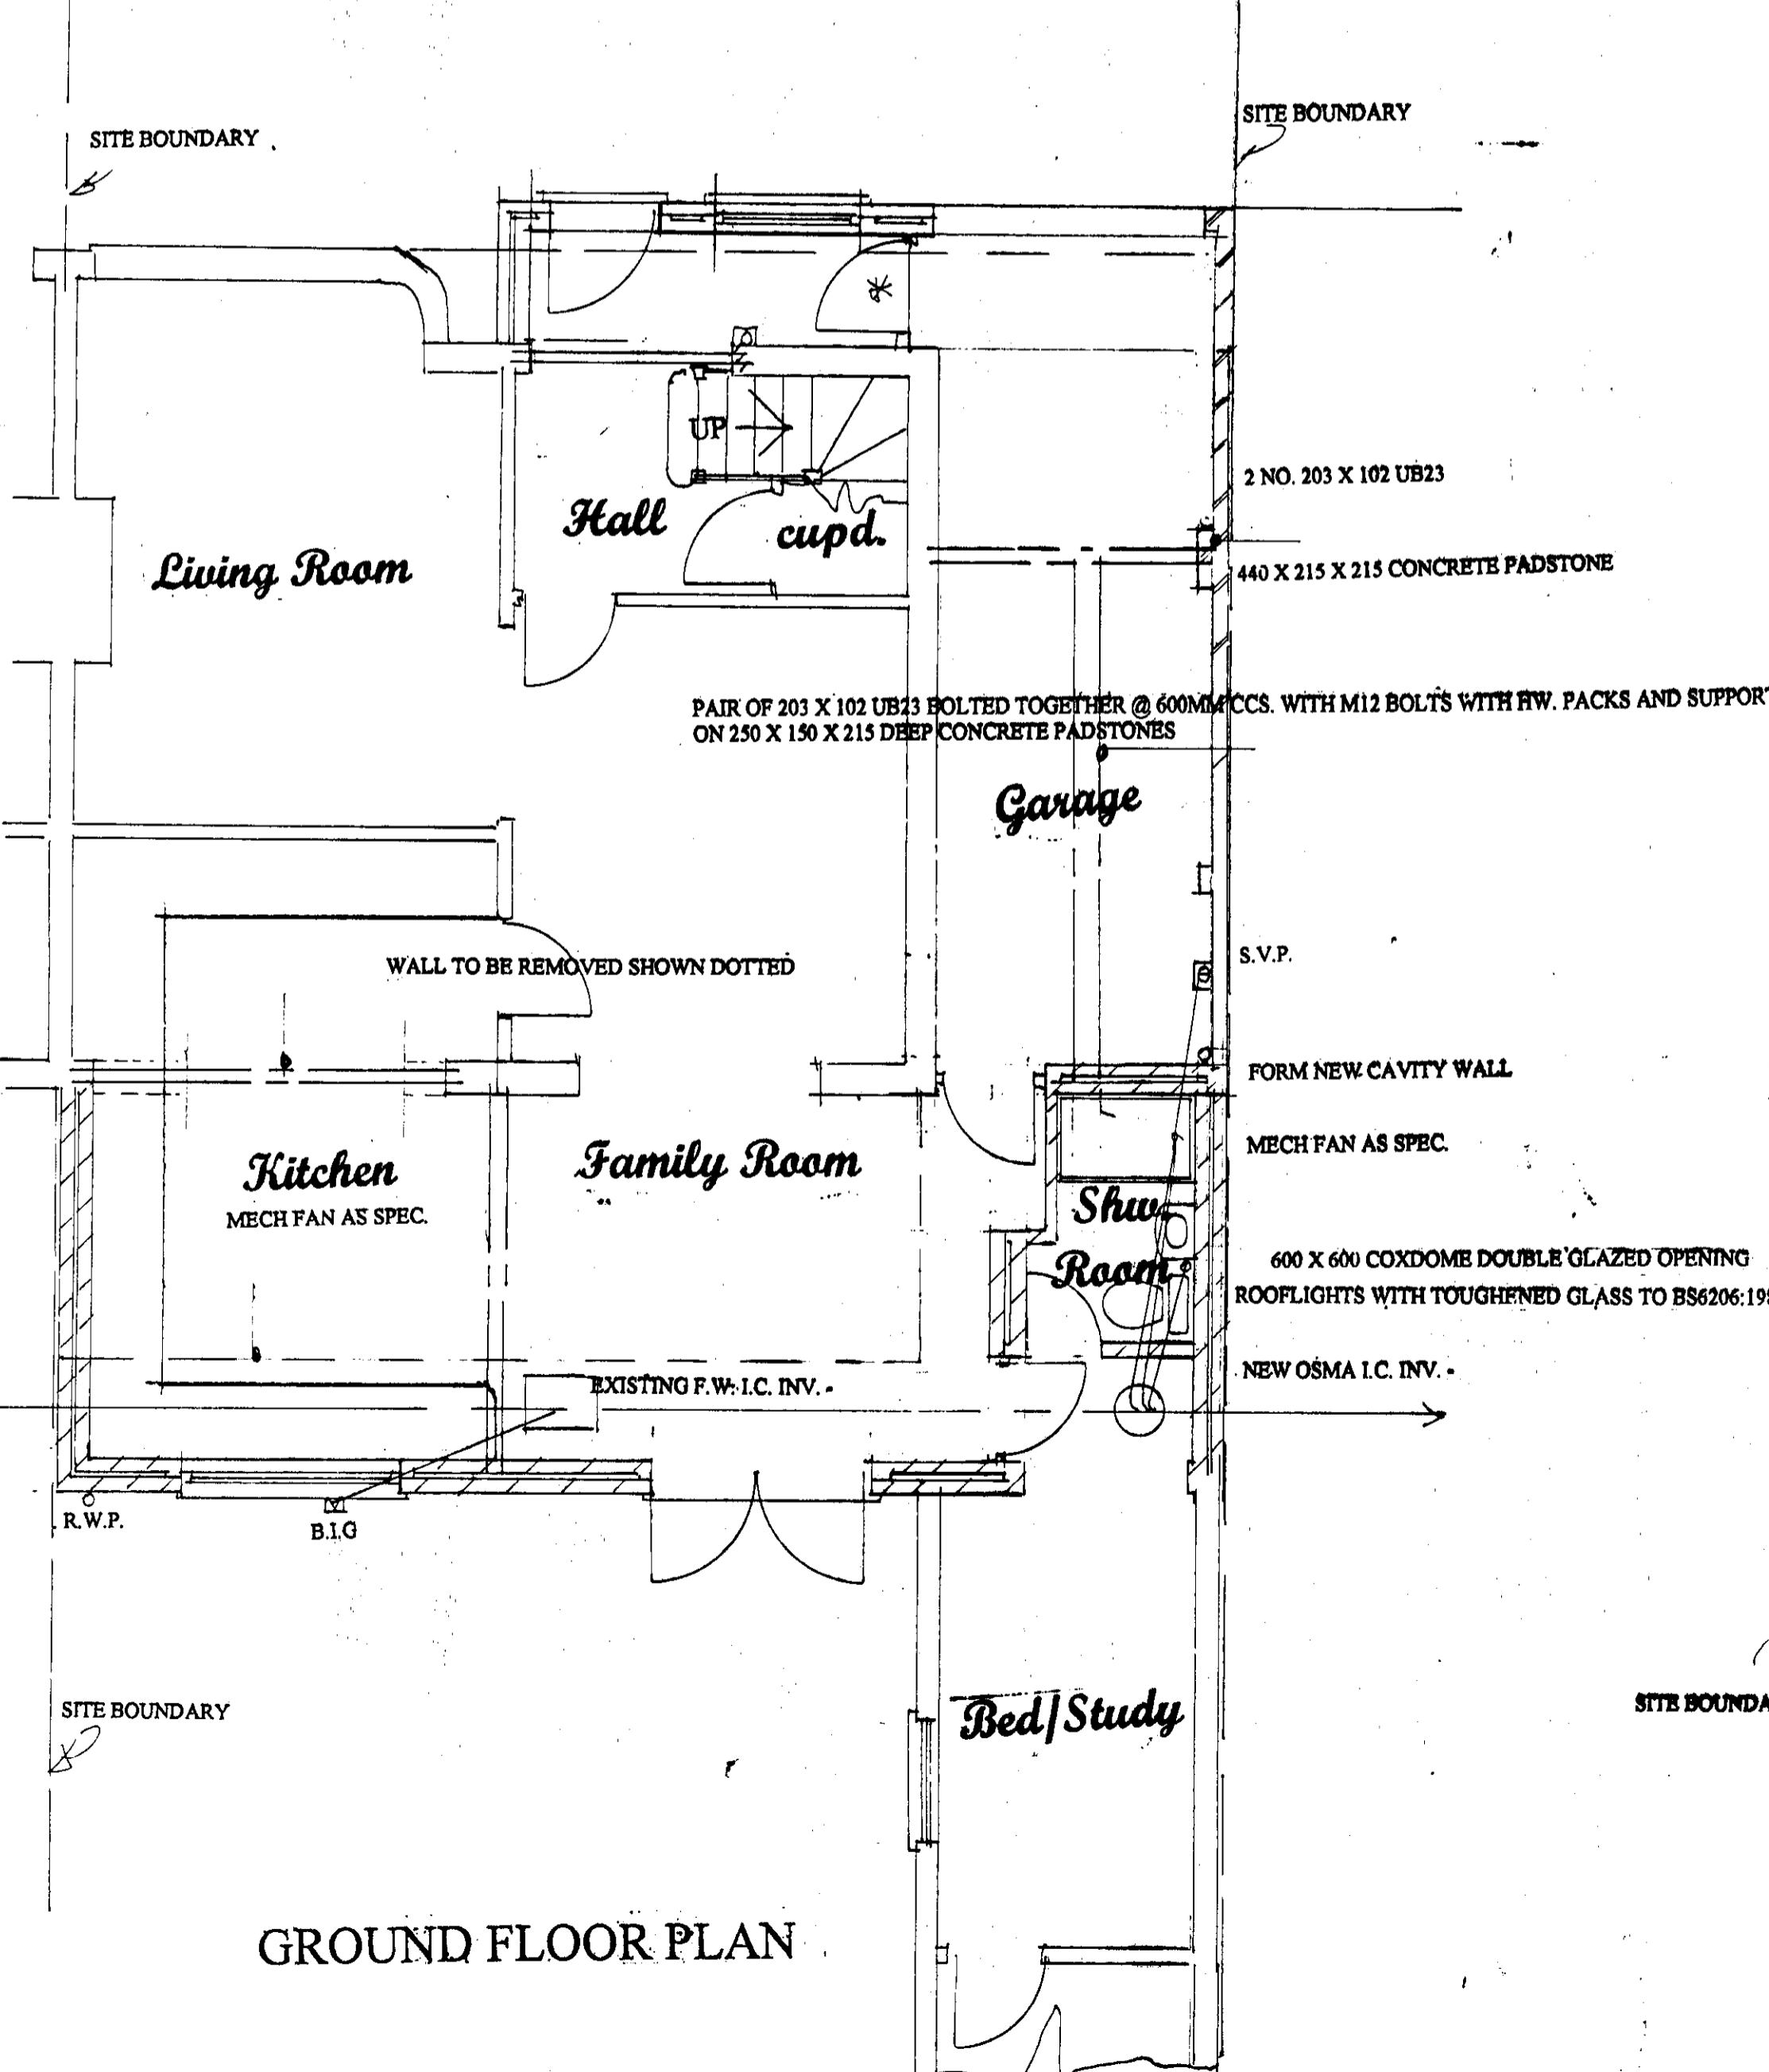 SITE BOUNDARY
SITE BOUNDARY
UP
2 NO. 203 X 102 UB23
Hall
cupd.
Living Room
440 X 215 X 215 CONCRETE PADSTONE
PAIR OF 203 X 102 UB23 BOLTED TOGETHER @ 600MM CCS. WITH M12 BOLTS WITH HW. PACKS AND SUPPORT
ON 250 X 150 X 215 DEEP CONCRETE PADSTONES
Garage
WALL TO BE REMOVED SHOWN DOTTED
S.V.P.
FORM NEW CAVITY WALL
MECH FAN AS SPEC.
Kitchen
MECH FAN AS SPEC.
Family Room
Shw.
Room
600 X 600 COXDOME DOUBLE GLAZED OPENING
ROOFLIGHTS WITH TOUGHENED GLASS TO BS6206:198
NEW OSMA I.C. INV. -
EXISTING F.W. I.C. INV. -
R.W.P.
B.I.G
SITE BOUNDARY
Bed/Study
SITE BOUNDA
GROUND FLOOR PLAN